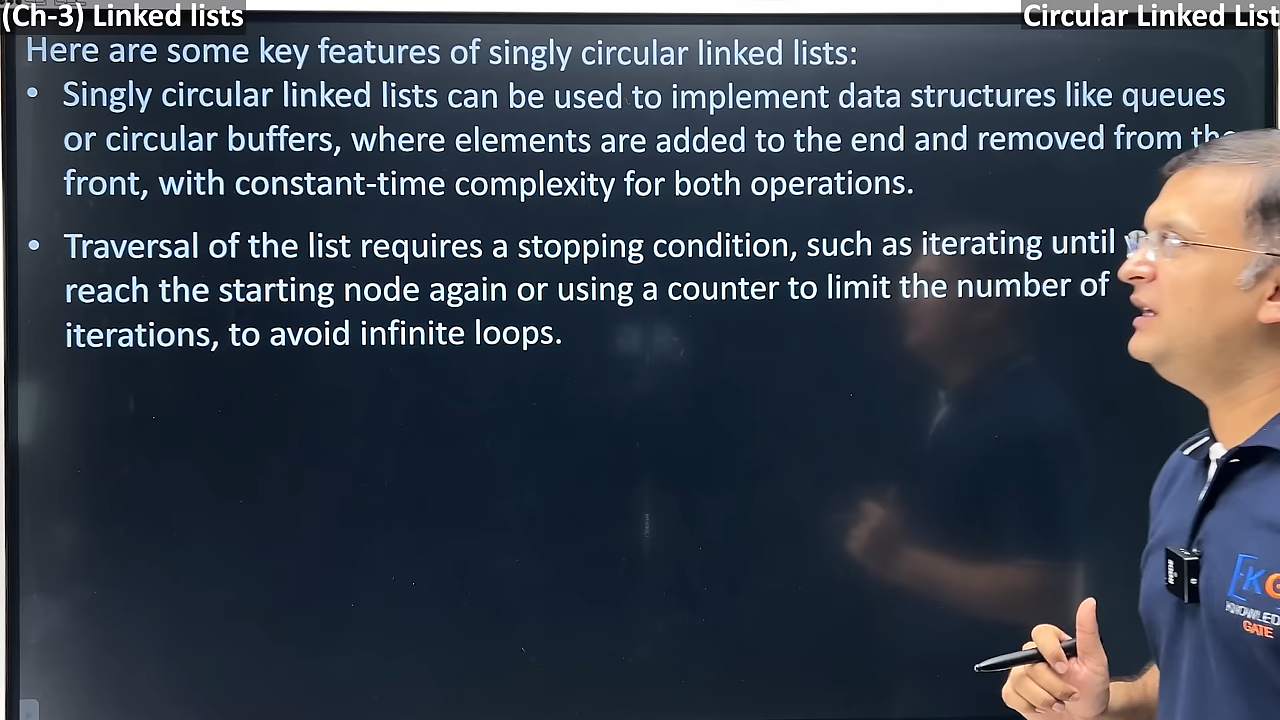 (Ch-3) Linked lists
Circular Linked List
Here are some key features of singly circular linked lists:
• Singly circular linked lists can be used to implement data structures like queues
or circular buffers, where elements are added to the end and removed from the
front, with constant-time complexity for both operations.
• Traversal of the list requires a stopping condition, such as iterating until
reach the starting node again or using a counter to limit the number of
iterations, to avoid infinite loops.
KG
KNOWLED
GATE